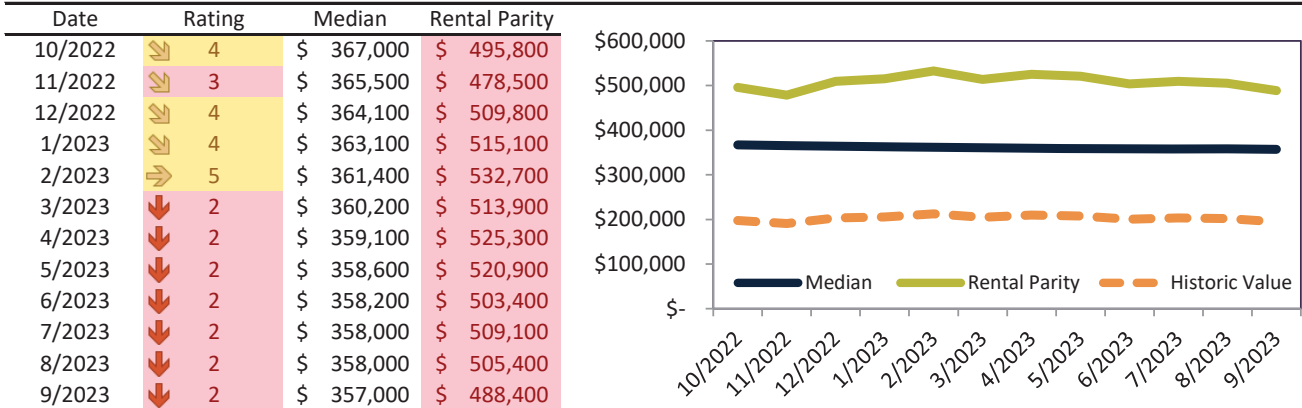 Date Rating Median Rental Parity
10/2022 4 $ 367,000 $ 495,800
11/2022 3 $ 365,500 $ 478,500
12/2022 4 $ 364,100 $ 509,800
1/2023 4 $ 363,100 $ 515,100
2/2023 5 $ 361,400 $ 532,700
3/2023 2 $ 360,200 $ 513,900
4/2023 2 $ 359,100 $ 525,300
5/2023 2 $ 358,600 $ 520,900
6/2023 2 $ 358,200 $ 503,400
7/2023 2 $ 358,000 $ 509,100
8/2023 2 $ 358,000 $ 505,400
9/2023 2 $ 357,000 $ 488,400
$600,000
$500,000
$400,000
$300,000
$200,000
$100,000
$-
Median Rental Parity Historic Value
10/2022 11/2022 12/2022 1/2023 2/2023 3/2023 4/2023 5/2023 6/2023 7/2023 8/2023 9/2023